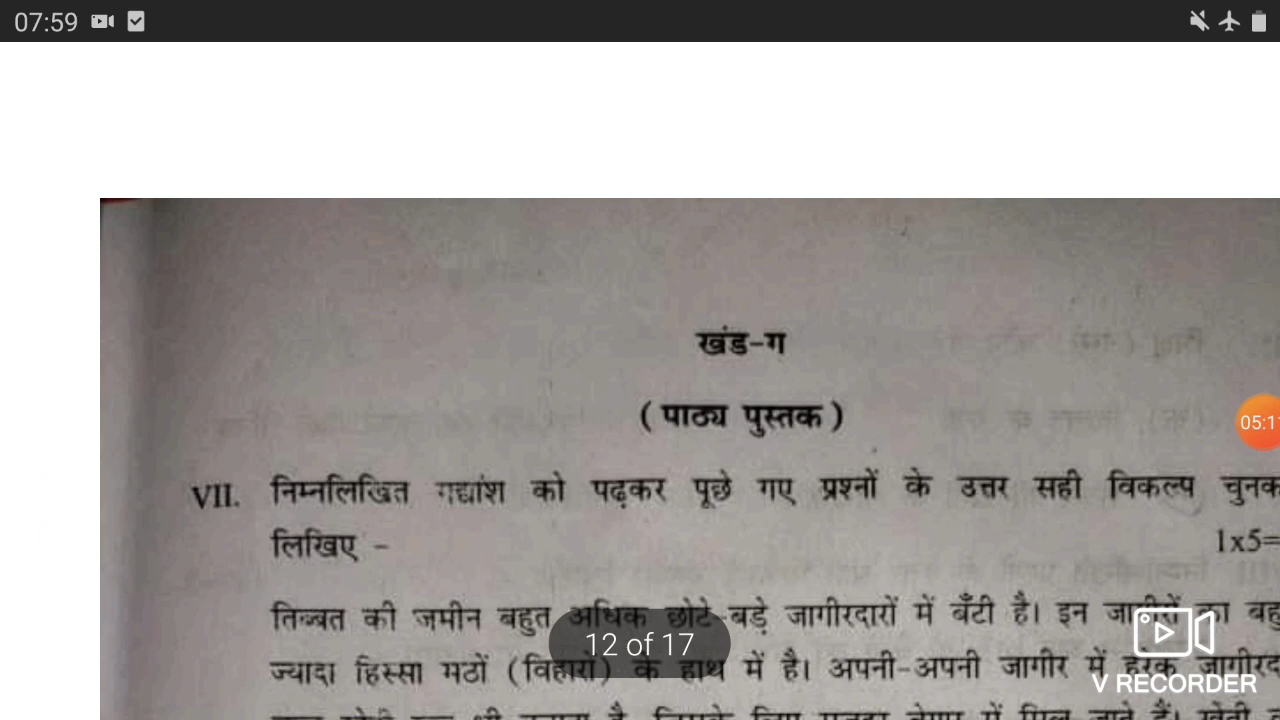 07:59
खंड-ग
( पाठ्य पुस्तक )
VII. निम्नलिखित गद्यांश को पढ़कर पूछे गए प्रश्नों के उत्तर सही विकल्प
लिखिए - 1x5=
तिब्बत की जमीन बहुत अधिक छोटे-बड़े जागीरदारों में बँटी है। इन जागीरों का
ज्यादा हिस्सा मठों (विहारों) के हाथ में है। अपनी-अपनी जागीर में हरेक
05:1
12 of 17
V RECORDER